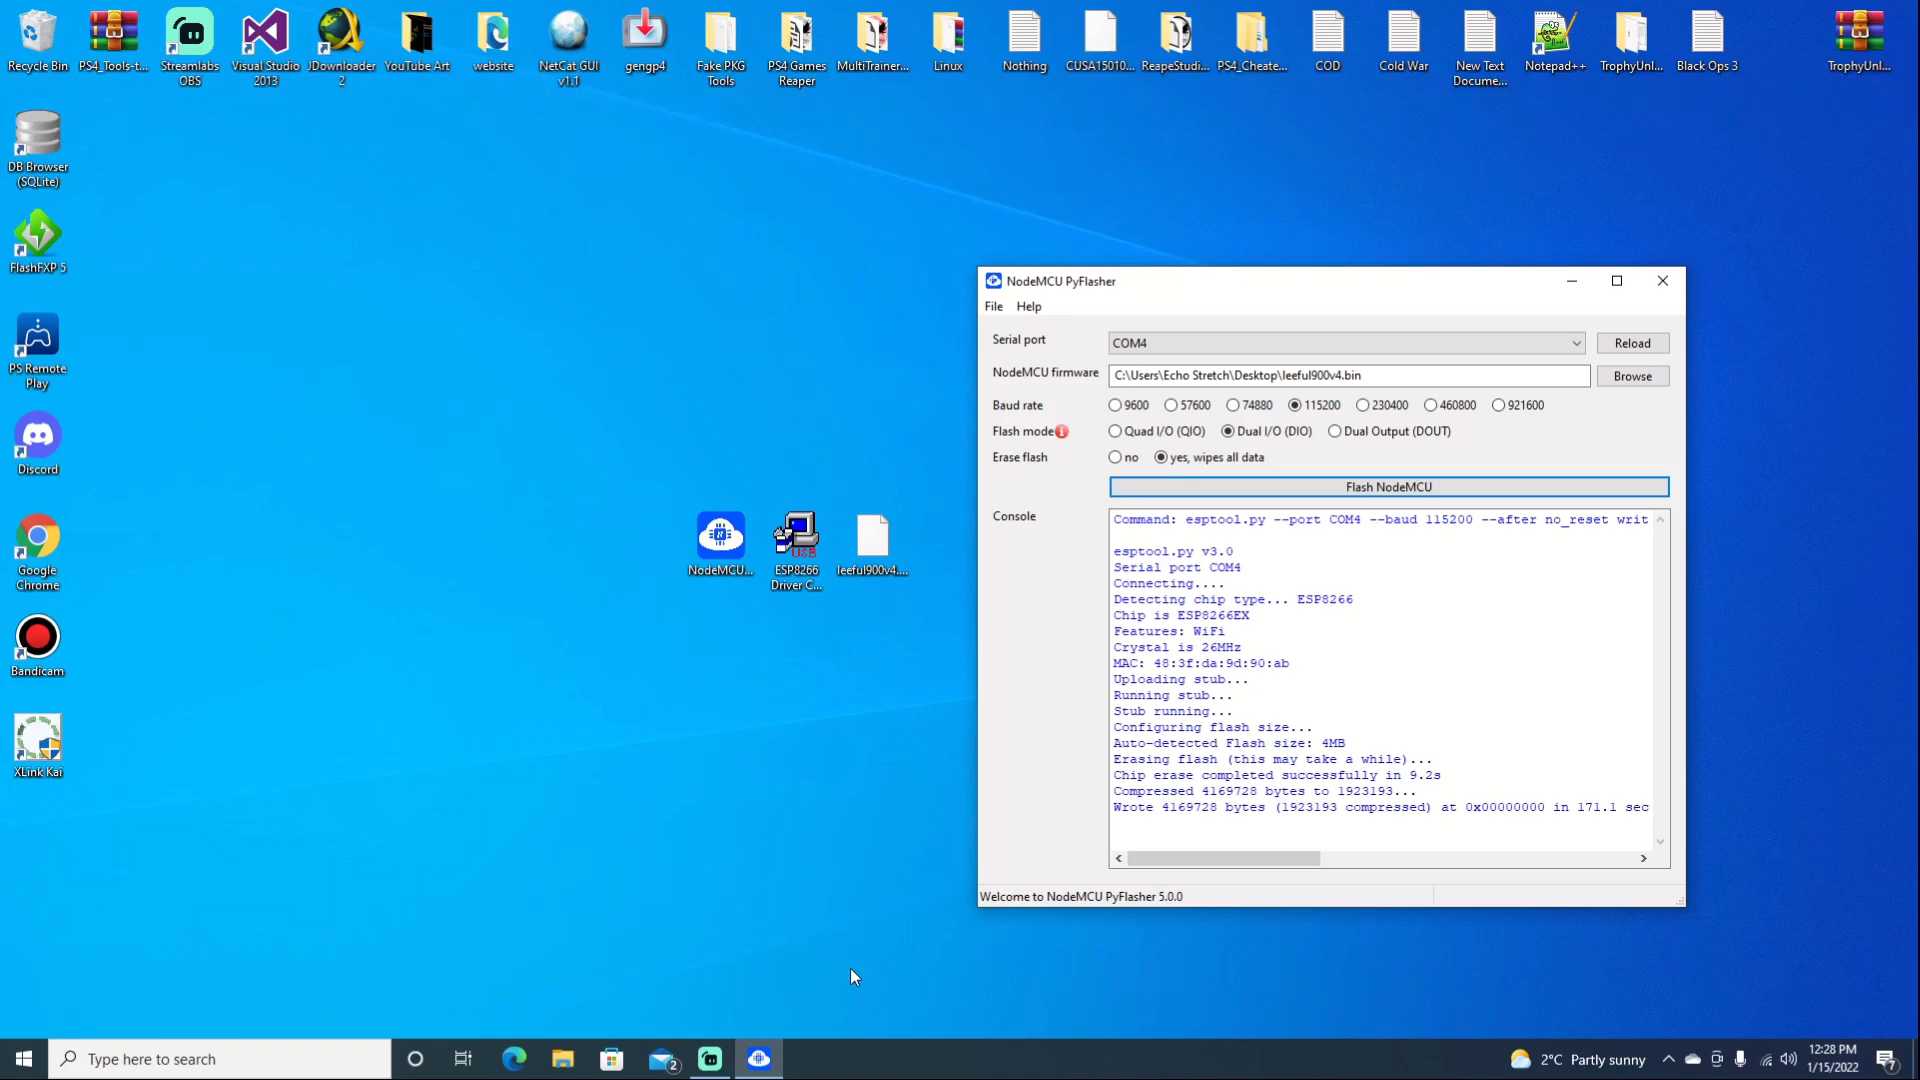 Recycle Bin
PS4_Tools-t...
Streamlabs
OBS
Visual Studio
2013
JDownloader
2
YouTube Art
website
NetCat GUI
v1.1
gengp4
Fake PKG
Tools
PS4 Games
Reaper
MultiTrainer...
Linux
Nothing
CUSA15010...
ReapeStudi...
PS4_Cheate...
COD
Cold War
New Text
Docume...
Notepad++
TrophyUnl...
Black Ops 3
TrophyUnl...
DB Browser
(SQLite)
FlashFXP 5
PS Remote
Play
Discord
Google
Chrome
Bandicam
XLink Kai
NodeMCU...
USB
ESP8266
Driver C...
leeful900v4....
NodeMCU PyFlasher
File Help
Serial port COM4 Reload
NodeMCU firmware C:\Users\Echo Stretch\Desktop\leeful900v4.bin Browse
Baud rate 9600 57600 74880 115200 230400 460800 921600
Flash mode Quad I/O (QIO) Dual I/O (DIO) Dual Output (DOUT)
Erase flash no yes, wipes all data
Flash NodeMCU
Console
Command: esptool.py --port COM4 --baud 115200 --after no_reset writ
esptool.py v3.0
Serial port COM4
Connecting....
Detecting chip type... ESP8266
Chip is ESP8266EX
Features: WiFi
Crystal is 26MHz
MAC: 48:3f:da:9d:90:ab
Uploading stub...
Running stub...
Stub running...
Configuring flash size...
Auto-detected Flash size: 4MB
Erasing flash (this may take a while)...
Chip erase completed successfully in 9.2s
Compressed 4169728 bytes to 1923193...
Wrote 4169728 bytes (1923193 compressed) at 0x00000000 in 171.1 sec
Welcome to NodeMCU PyFlasher 5.0.0
Type here to search
2
2°C Partly sunny
12:28 PM
1/15/2022
7